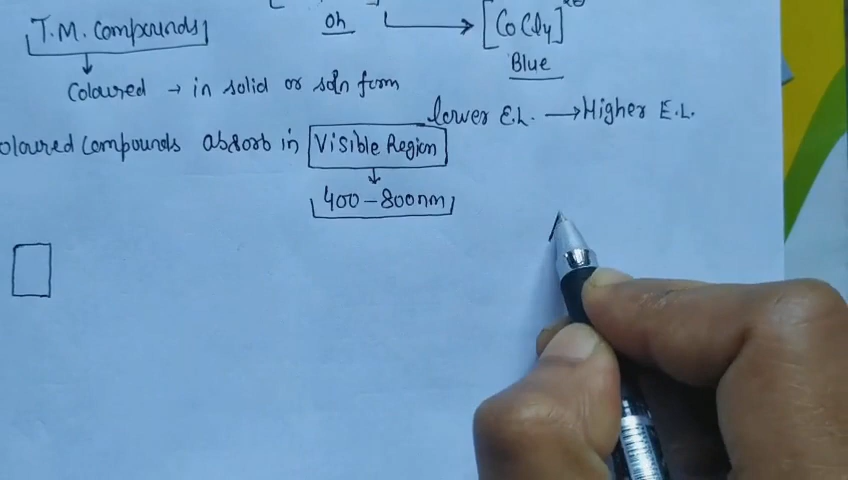 T.M. Compounds
Oh → [CoCl4]
Blue
Coloured → in solid or soln form
lower E.L. → Higher E.L.
oloured Compounds absorb in Visible Region
400-800nm